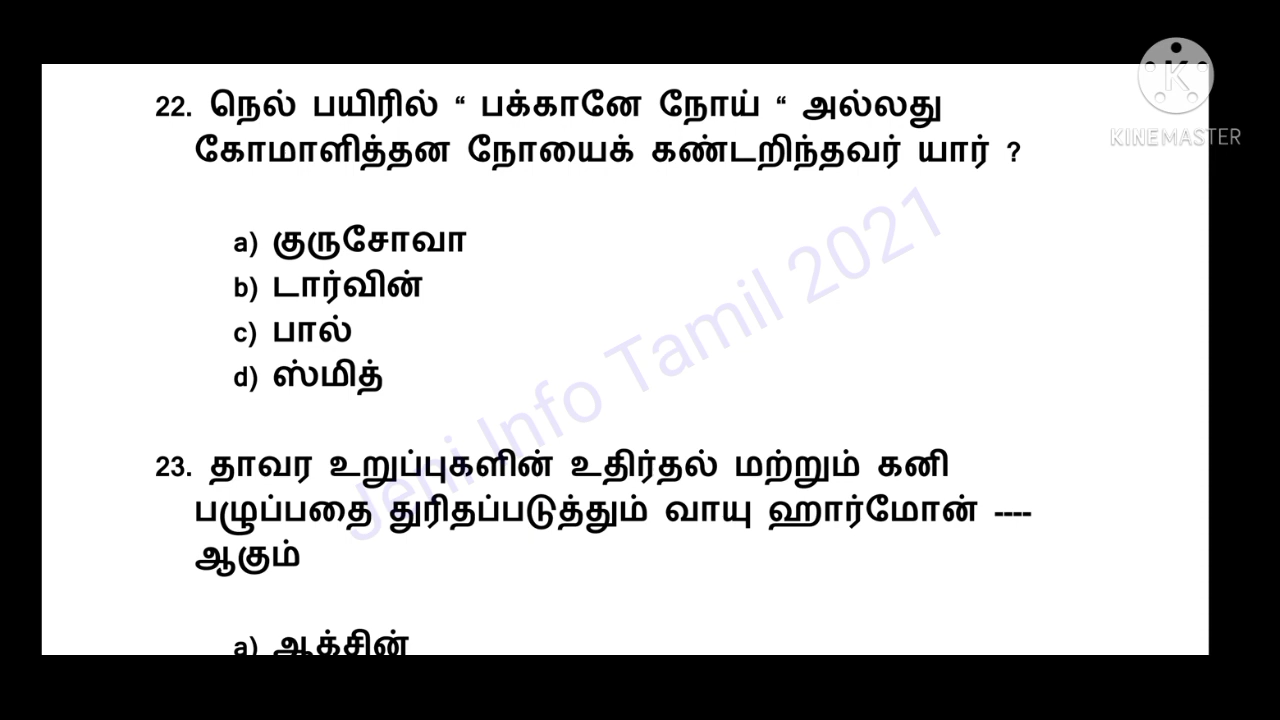 KINEMASTER
22. நெல் பயிரில் “ பக்கானே நோய் “ அல்லது
கோமாளித்தன நோயைக் கண்டறிந்தவர் யார் ?
a) குருசோவா
b) டார்வின்
c) பால்
d) ஸ்மித்
Jeni Info Tamil 2021
23. தாவர உறுப்புகளின் உதிர்தல் மற்றும் கனி
பழுப்பதை துரிதப்படுத்தும் வாயு ஹார்மோன் ----
ஆகும்
a) ஆக்சின்